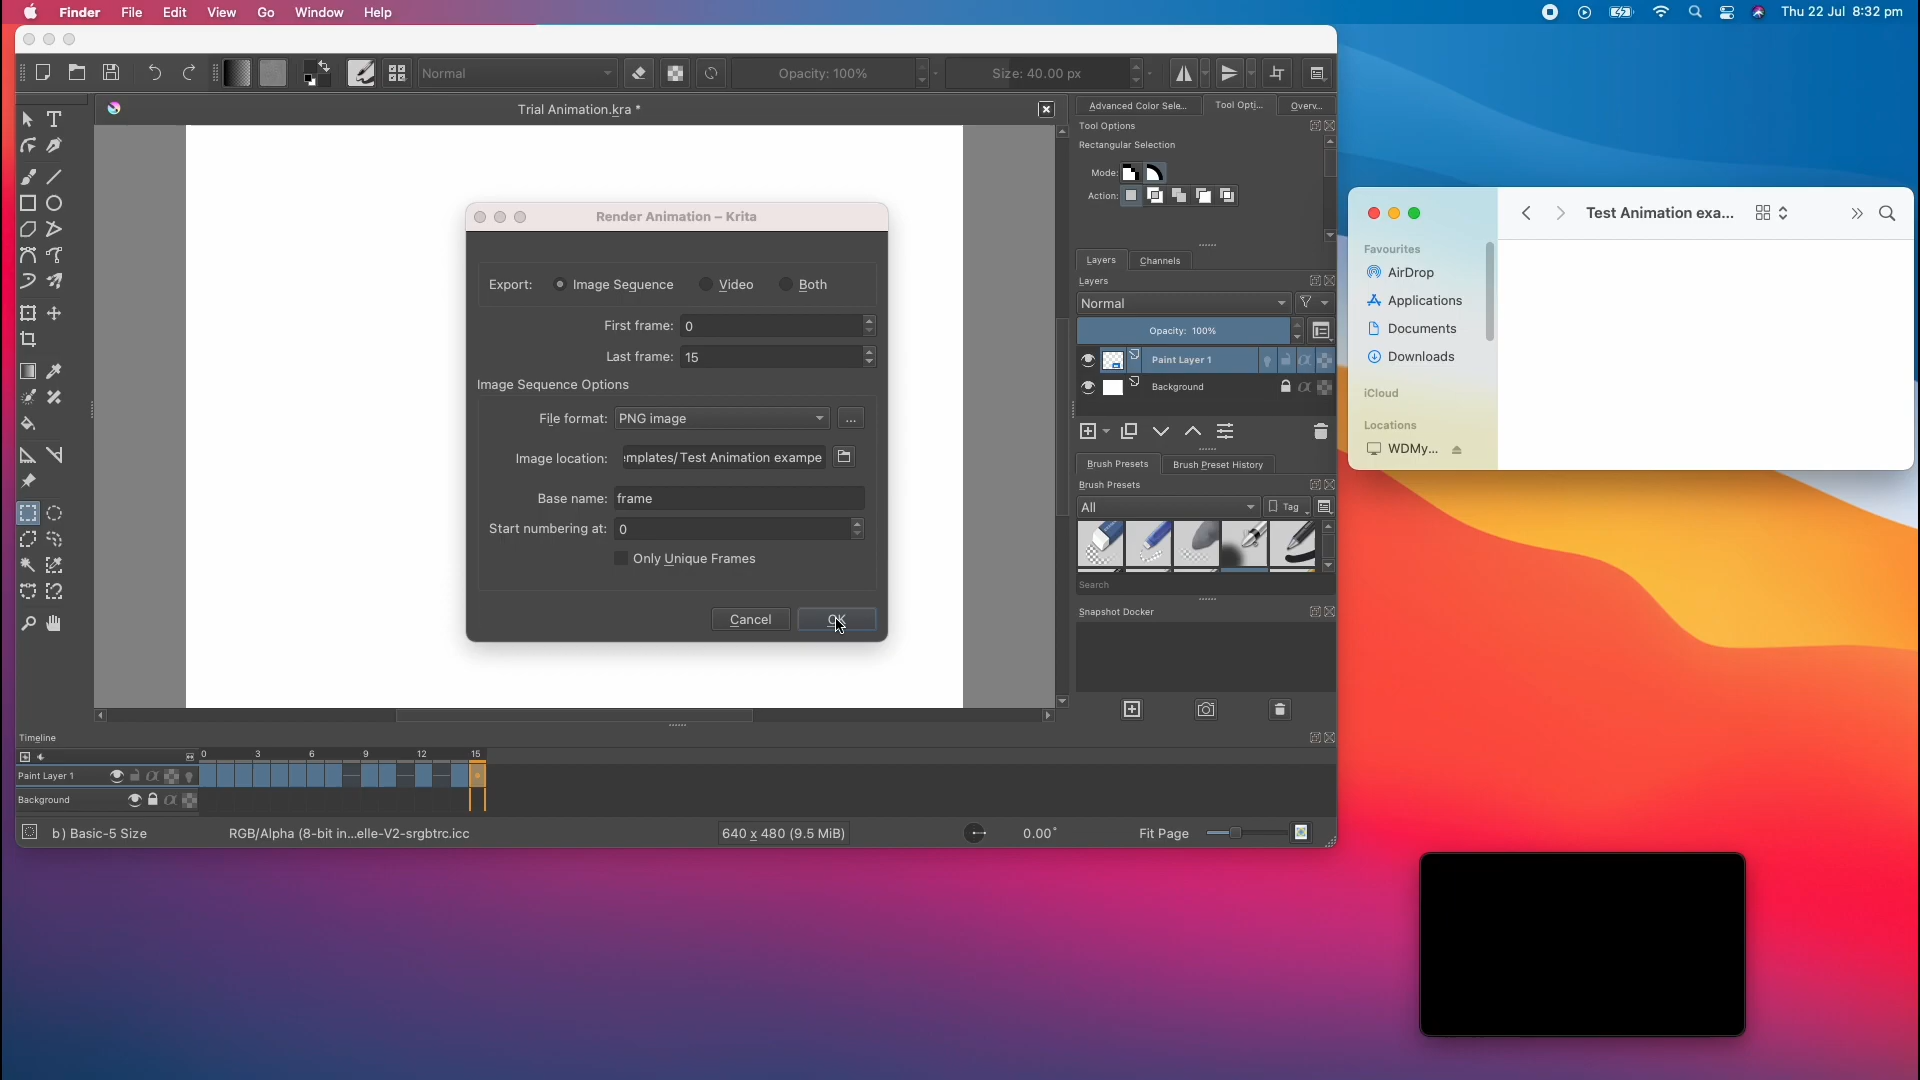 Finder File Edit View Go Window Help Thu 22 Jul 8:32 pm
Normal Opacity: 100% Size: 40.00 px
Trial Animation.kra *
Advanced Color Sele... Tool Opti... Overv...
Tool Options
Rectangular Selection
Mode:
Action:
Render Animation – Krita
Export: Image Sequence Video Both
First frame: 0
Last frame: 15
Image Sequence Options
File format: PNG image ...
Image location: emplates/Test Animation exampe
Base name: frame
Start numbering at: 0
Only Unique Frames
Cancel OK
Layers Channels
Layers
Normal
Opacity: 100%
Paint Layer 1
Background
Brush Presets Brush Preset History
Brush Presets
All Tag
Search
Snapshot Docker
Test Animation exa...
Favourites
AirDrop
Applications
Documents
Downloads
iCloud
Locations
WDMy...
Timeline
0 3 6 9 12 15
Paint Layer 1
Background
b) Basic-5 Size RGB/Alpha (8-bit in...elle-V2-srgbtrc.icc 640 x 480 (9.5 MiB) 0.00° Fit Page